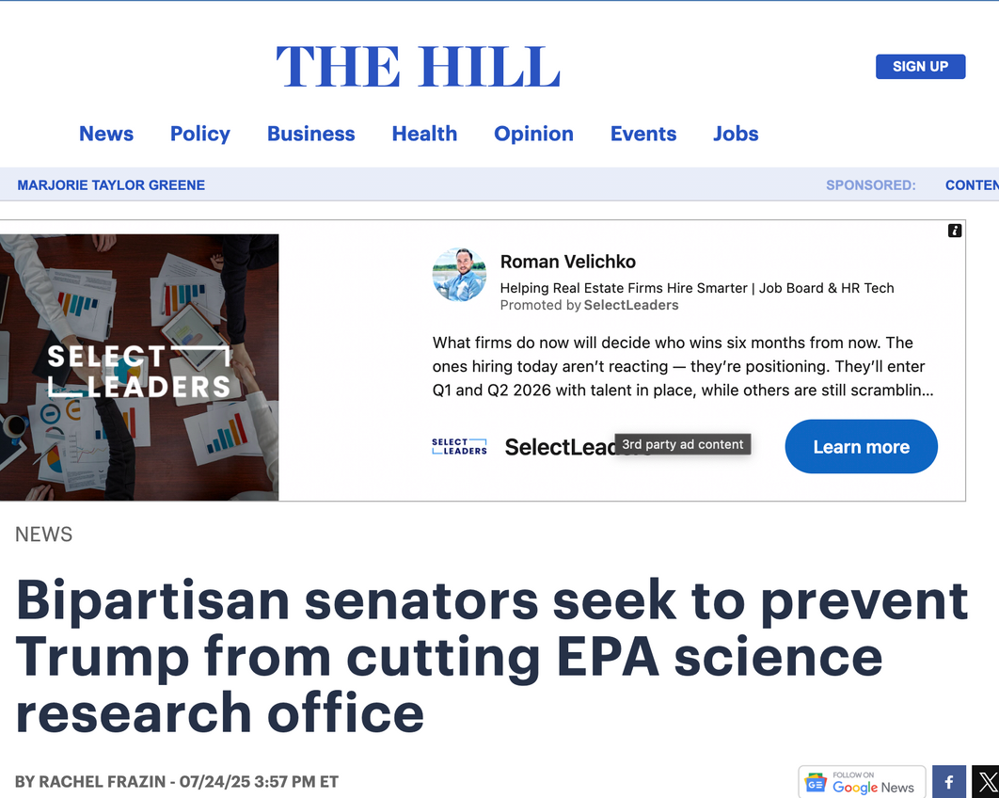 THE HILL
SIGN UP
News Policy Business Health Opinion Events Jobs
MARJORIE TAYLOR GREENE
SPONSORED: CONTEN
i
SELECT
LEADERS
Roman Velichko
Helping Real Estate Firms Hire Smarter | Job Board & HR Tech
Promoted by SelectLeaders
What firms do now will decide who wins six months from now. The
ones hiring today aren’t reacting — they’re positioning. They’ll enter
Q1 and Q2 2026 with talent in place, while others are still scramblin...
SELECT
LEADERS
3rd party ad content
Learn more
NEWS
Bipartisan senators seek to prevent
Trump from cutting EPA science
research office
BY RACHEL FRAZIN - 07/24/25 3:57 PM ET
FOLLOW ON
Google News